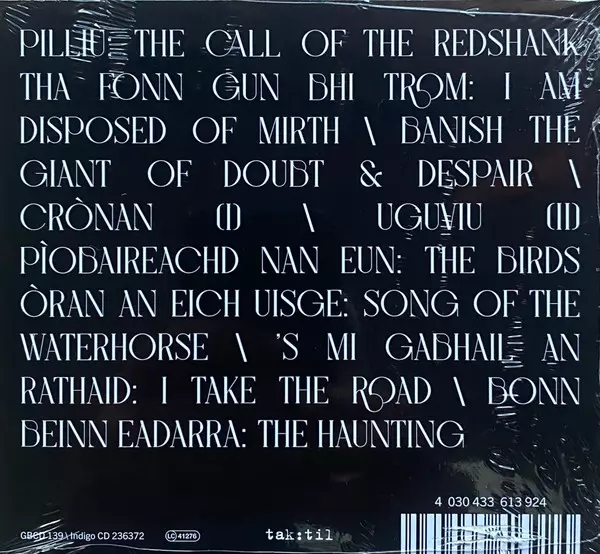 PILLIÙ: THE CALL OF THE REDSHANK
THA FONN GUN BHI TROM: I AM
DISPOSED OF MIRTH \ BANISH THE
GIANT OF DOUBT & DESPAIR \
CRÒNAN (I) \ UGUVIU (II)
PÌOBAIREACHD NAN EUN: THE BIRDS
ÒRAN AN EICH UISGE: SONG OF THE
WATERHORSE \ 'S MI GABHAIL AN
RATHAID: I TAKE THE ROAD \ BONN
BEINN EADARRA: THE HAUNTING
4 030433 613924
GBCD 139 \ Indigo CD 236372
LC 41276
tak:til